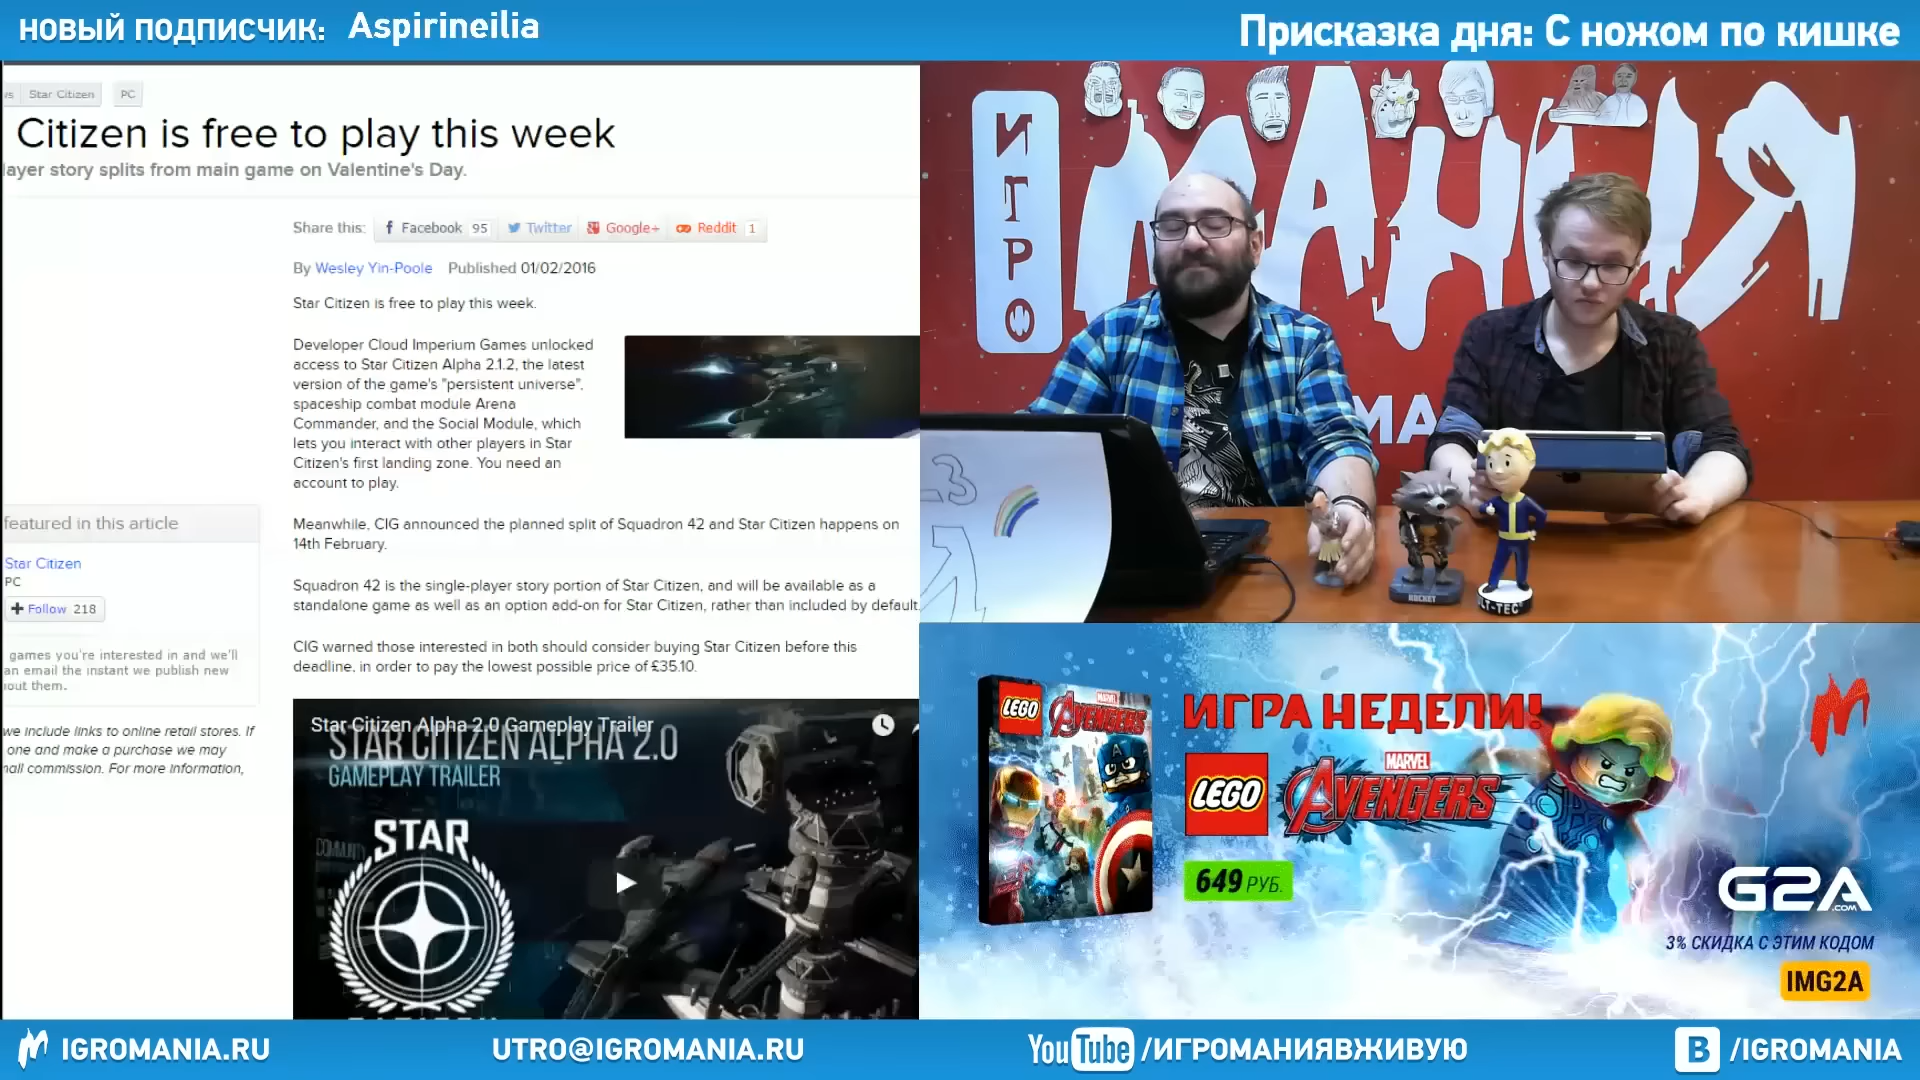 НОВЫЙ ПОДПИСЧИК: Aspirineilia
Присказка дня: С ножом по кишке
Star Citizen
PC
Citizen is free to play this week
layer story splits from main game on Valentine's Day.
Share this: Facebook 95 Twitter Google+ Reddit 1
By Wesley Yin-Poole Published 01/02/2016
Star Citizen is free to play this week.
Developer Cloud Imperium Games unlocked
access to Star Citizen Alpha 2.1.2, the latest
version of the game's "persistent universe",
spaceship combat module Arena
Commander, and the Social Module, which
lets you interact with other players in Star
Citizen's first landing zone. You need an
account to play.
Meanwhile, CIG announced the planned split of Squadron 42 and Star Citizen happens on
14th February.
Squadron 42 is the single-player story portion of Star Citizen, and will be available as a
standalone game as well as an option add-on for Star Citizen, rather than included by default.
CIG warned those interested in both should consider buying Star Citizen before this
deadline, in order to pay the lowest possible price of £35.10.
featured in this article
Star Citizen
PC
Follow 218
games you're interested in and we'll
an email the instant we publish new
out them.
we include links to online retail stores. If
one and make a purchase we may
mall commission. For more information,
Star Citizen Alpha 2.0 Gameplay Trailer
STAR CITIZEN ALPHA 2.0
GAMEPLAY TRAILER
STAR
ИГРО
МАНИЯ
МА
ROCKET
LT-TEC
LEGO MARVEL AVENGERS
ИГРА НЕДЕЛИ!
LEGO MARVEL AVENGERS
649 РУБ.
G2A
.COM
3% СКИДКА С ЭТИМ КОДОМ
IMG2A
IGROMANIA.RU
UTRO@IGROMANIA.RU
YouTube /ИГРОМАНИЯВЖИВУЮ
B /IGROMANIA